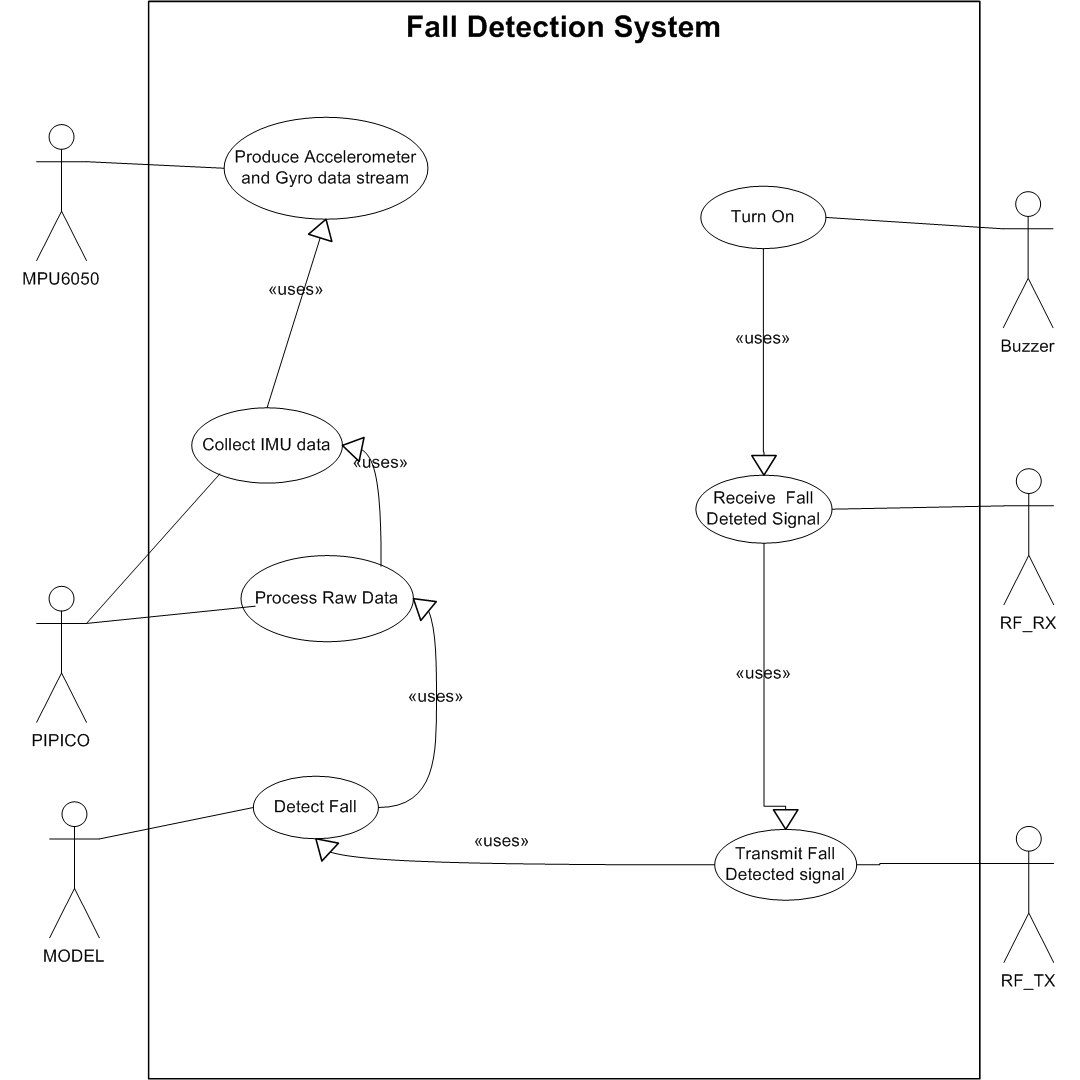 Fall Detection System
Produce Accelerometer
and Gyro data stream
MPU6050
«uses»
Collect IMU data
«uses»
Process Raw Data
PIPICO
«uses»
Detect Fall
MODEL
«uses»
Turn On
Buzzer
«uses»
Receive Fall
Deteted Signal
RF_RX
«uses»
Transmit Fall
Detected signal
RF_TX